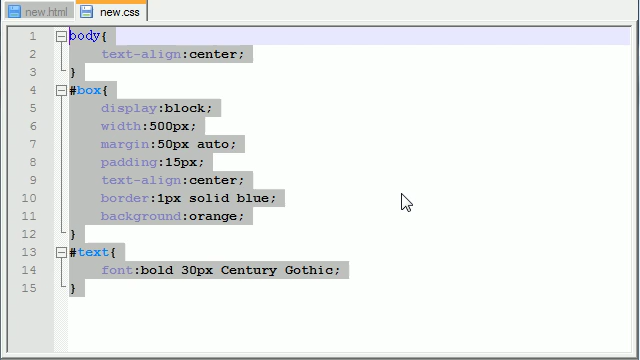 new.html new.css
1 body{
2 text-align:center;
3 }
4 #box{
5 display:block;
6 width:500px;
7 margin:50px auto;
8 padding:15px;
9 text-align:center;
10 border:1px solid blue;
11 background:orange;
12 }
13 #text{
14 font:bold 30px Century Gothic;
15 }